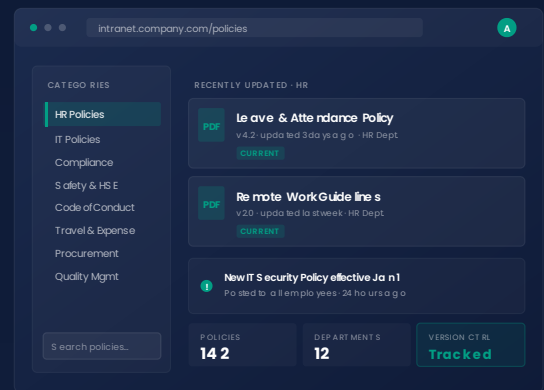 intranet.company.com/policies
A
CATEGORIES
HR Policies
IT Policies
Compliance
Safety & HSE
Code of Conduct
Travel & Expense
Procurement
Quality Mgmt
Search policies...
RECENTLY UPDATED · HR
PDF
Leave & Attendance Policy
v4.2 · updated 3 days ago · HR Dept.
CURRENT
PDF
Remote Work Guidelines
v2.0 · updated last week · HR Dept.
CURRENT
!
New IT Security Policy effective Jan 1
Posted to all employees · 24 hours ago
POLICIES
142
DEPARTMENTS
12
VERSION CTRL
Tracked